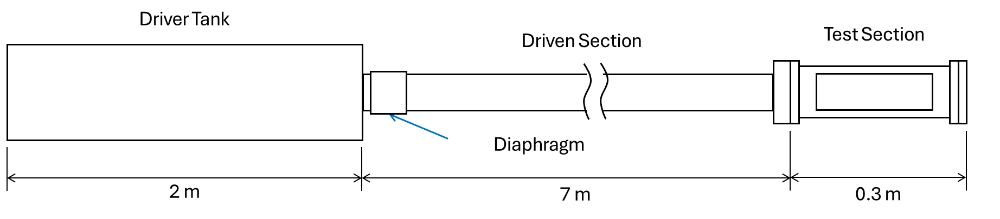 Driver Tank
Driven Section
Test Section
Diaphragm
2 m
7 m
0.3 m